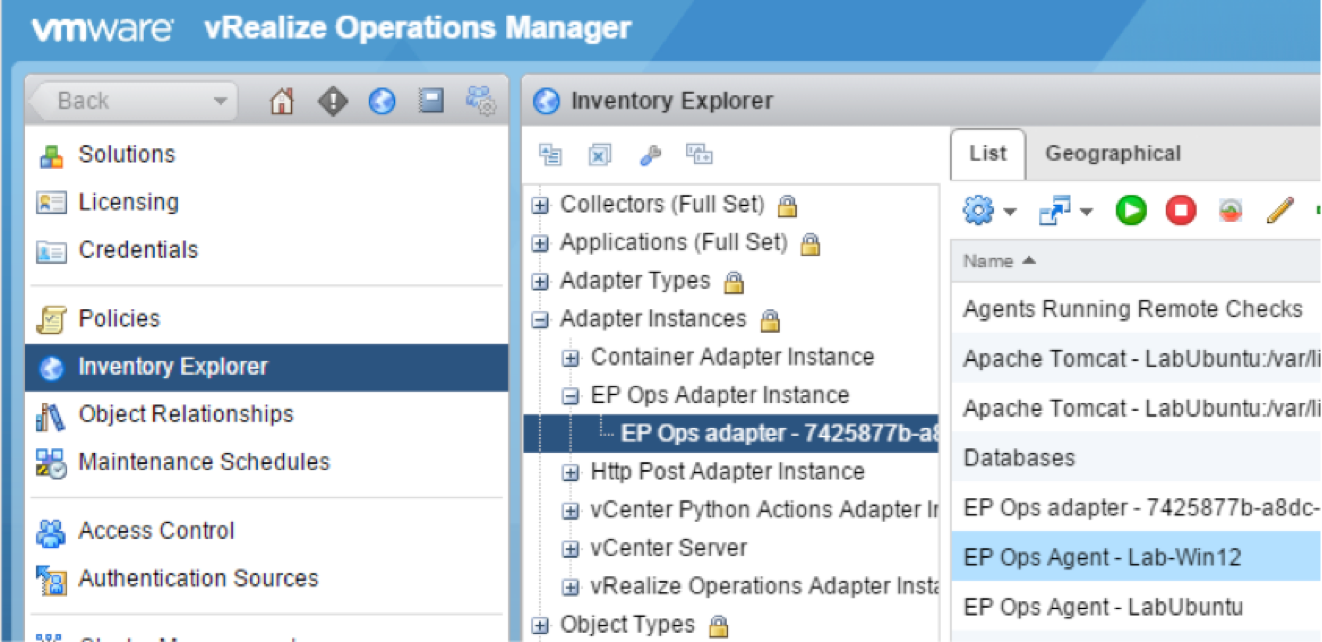 vmware vRealize Operations Manager
Back
Solutions
Licensing
Credentials
Policies
Inventory Explorer
Object Relationships
Maintenance Schedules
Access Control
Authentication Sources
Inventory Explorer
Collectors (Full Set)
Applications (Full Set)
Adapter Types
Adapter Instances
Container Adapter Instance
EP Ops Adapter Instance
EP Ops adapter - 7425877b-a8
Http Post Adapter Instance
vCenter Python Actions Adapter I
vCenter Server
vRealize Operations Adapter Insta
Object Types
List Geographical
Name
Agents Running Remote Checks
Apache Tomcat - LabUbuntu:/var/li
Apache Tomcat - LabUbuntu:/var/li
Databases
EP Ops adapter - 7425877b-a8dc-
EP Ops Agent - Lab-Win12
EP Ops Agent - LabUbuntu